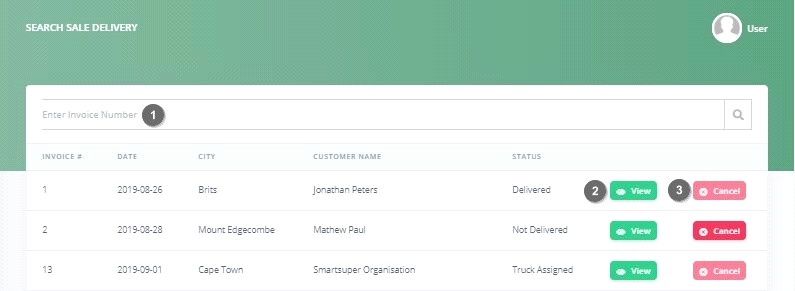 SEARCH SALE DELIVERY
User
Enter Invoice Number 1
INVOICE # DATE CITY CUSTOMER NAME STATUS
1 2019-08-26 Brits Jonathan Peters Delivered 2 View 3 Cancel
2 2019-08-28 Mount Edgecombe Mathew Paul Not Delivered View Cancel
13 2019-09-01 Cape Town Smartsuper Organisation Truck Assigned View Cancel